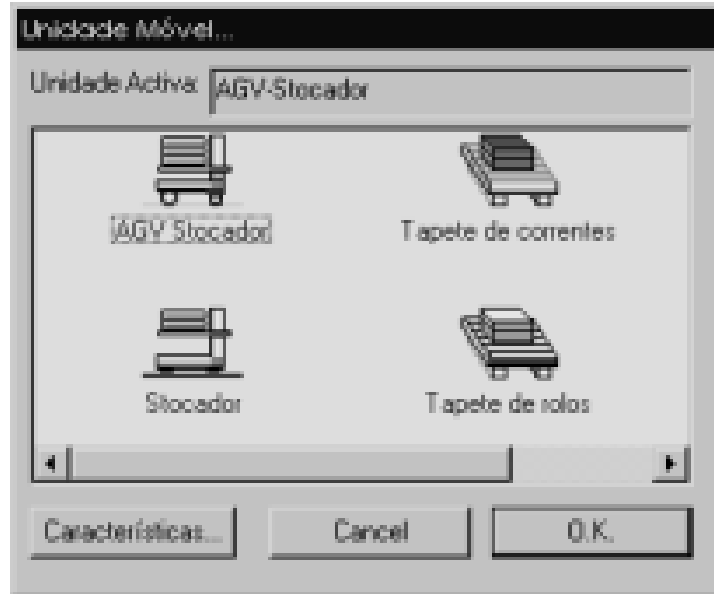 Unidade Móvel...
Unidade Activa: AGV-Stocador
AGV Stocador
Tapete de correntes
Stocador
Tapete de rolos
Características...
Cancel
O.K.